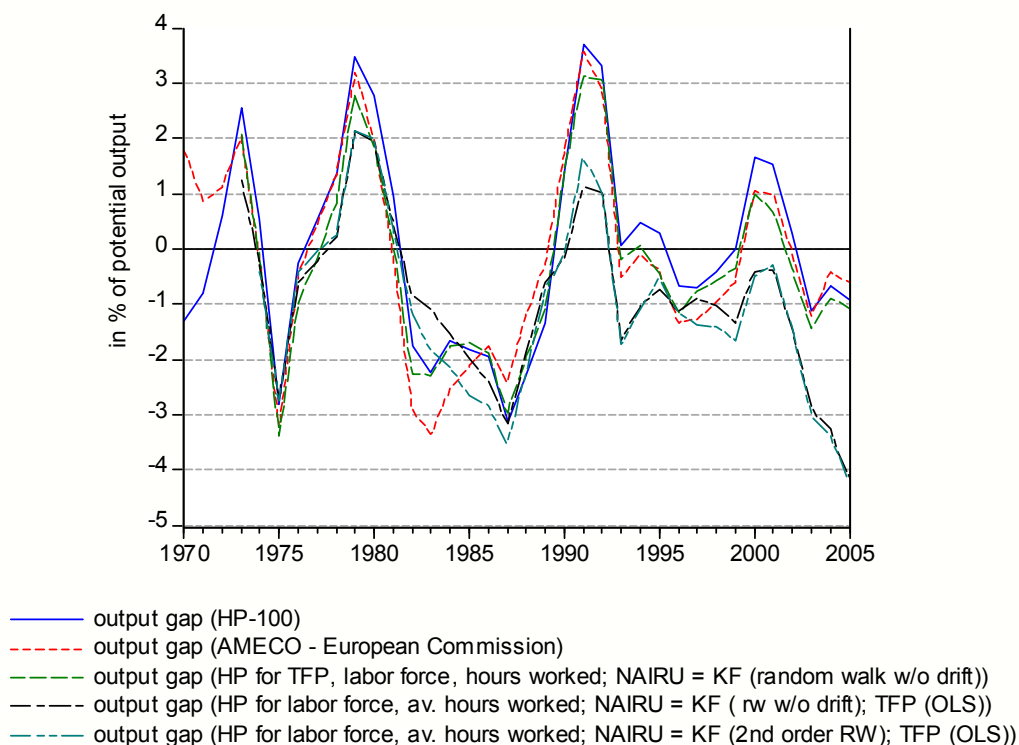 4
3
2
1
0
-1
-2
-3
-4
-5
in % of potential output
1970 1975 1980 1985 1990 1995 2000 2005
output gap (HP-100)
output gap (AMECO - European Commission)
output gap (HP for TFP, labor force, hours worked; NAIRU = KF (random walk w/o drift))
output gap (HP for labor force, av. hours worked; NAIRU = KF ( rw w/o drift); TFP (OLS))
output gap (HP for labor force, av. hours worked; NAIRU = KF (2nd order RW); TFP (OLS))